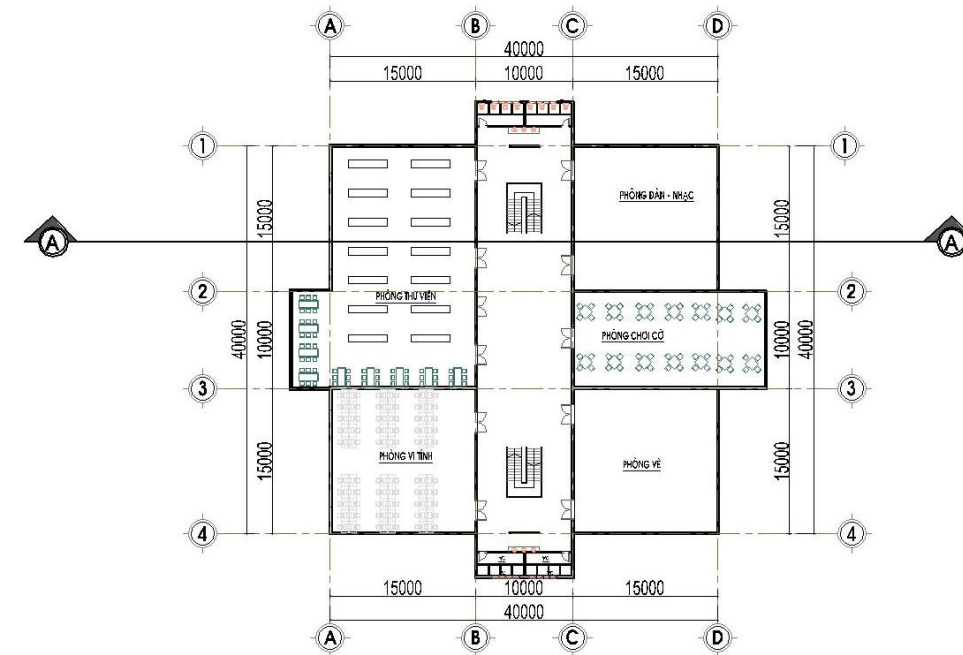 A B C D
40000
15000 10000 15000
1 1
PHÒNG ĐÀN - NHẠC
15000 15000
A A
2 2
PHÒNG THƯ VIỆN
40000 10000 PHÒNG CHƠI CỜ 10000 40000
3 3
PHÒNG VI TÍNH PHÒNG VẼ
15000 15000
4 4
15000 10000 15000
40000
A B C D